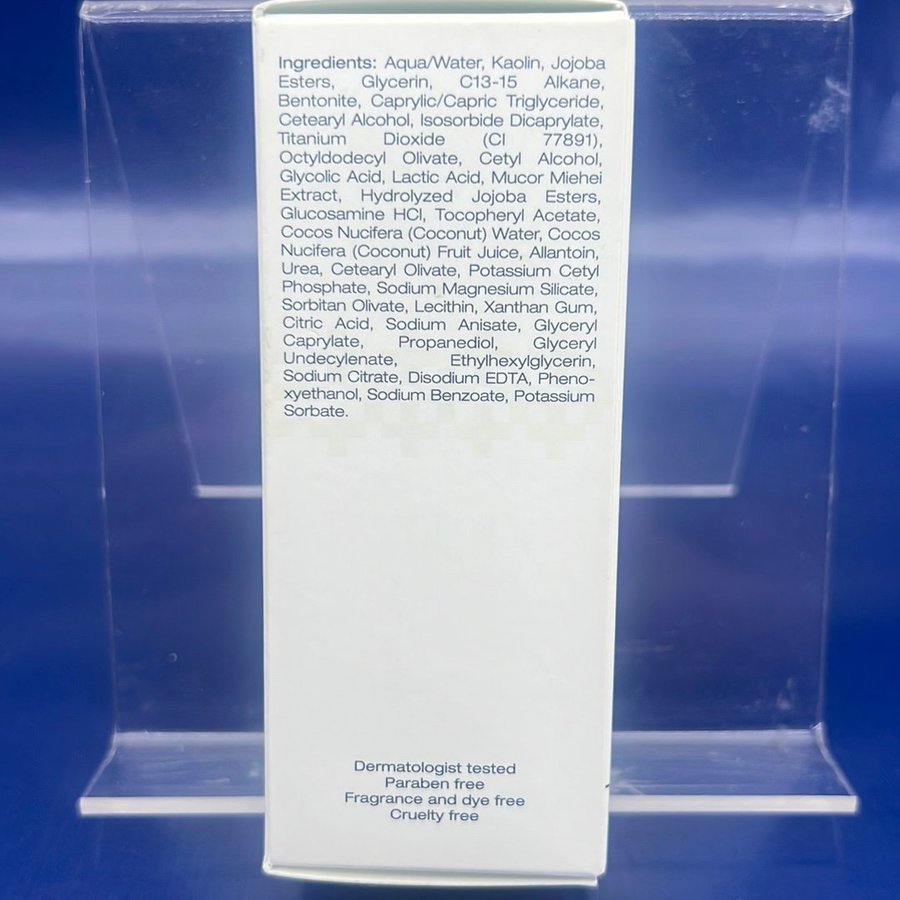 Ingredients: Aqua/Water, Kaolin, Jojoba
Esters, Glycerin, C13-15 Alkane,
Bentonite, Caprylic/Capric Triglyceride,
Cetearyl Alcohol, Isosorbide Dicaprylate,
Titanium Dioxide (CI 77891),
Octyldodecyl Olivate, Cetyl Alcohol,
Glycolic Acid, Lactic Acid, Mucor Miehei
Extract, Hydrolyzed Jojoba Esters,
Glucosamine HCl, Tocopheryl Acetate,
Cocos Nucifera (Coconut) Water, Cocos
Nucifera (Coconut) Fruit Juice, Allantoin,
Urea, Cetearyl Olivate, Potassium Cetyl
Phosphate, Sodium Magnesium Silicate,
Sorbitan Olivate, Lecithin, Xanthan Gum,
Citric Acid, Sodium Anisate, Glyceryl
Caprylate, Propanediol, Glyceryl
Undecylenate, Ethylhexylglycerin,
Sodium Citrate, Disodium EDTA, Pheno-
xyethanol, Sodium Benzoate, Potassium
Sorbate.
Dermatologist tested
Paraben free
Fragrance and dye free
Cruelty free